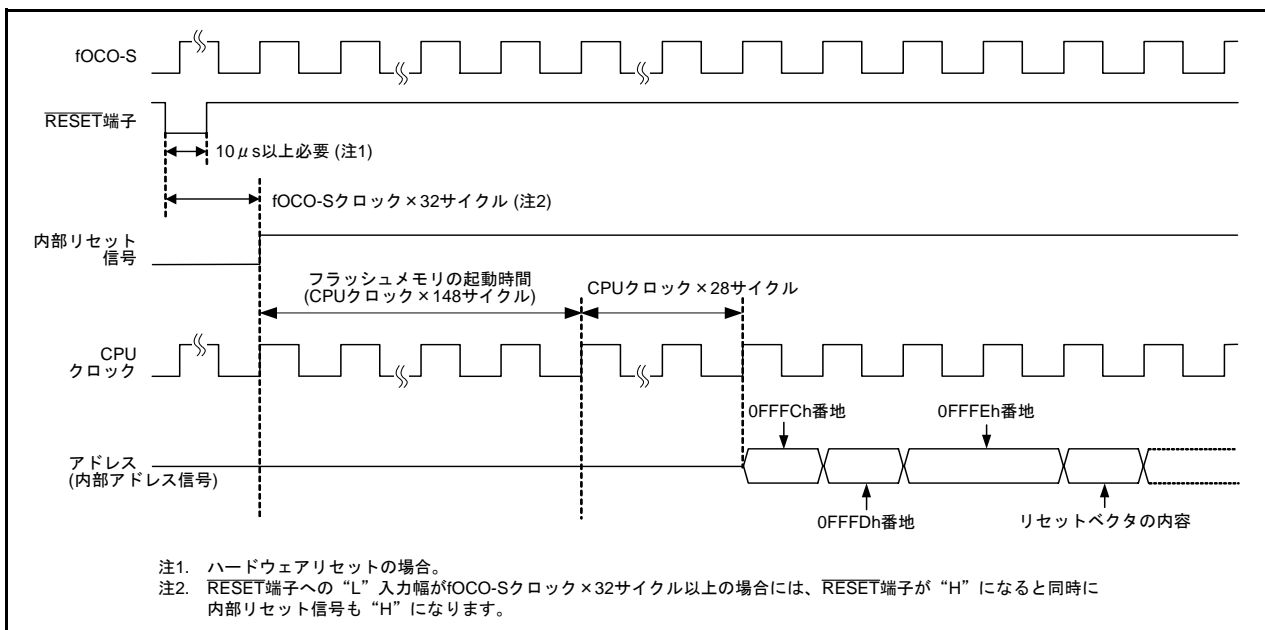 fOCO-S
RESET端子
10μs以上必要 (注1)
fOCO-Sクロック×32サイクル (注2)
内部リセット
信号
フラッシュメモリの起動時間
(CPUクロック×148サイクル)
CPUクロック×28サイクル
CPU
クロック
0FFFCh番地
0FFFEh番地
アドレス
(内部アドレス信号)
0FFFDh番地
リセットベクタの内容
注1. ハードウェアリセットの場合。
注2. RESET端子への“L”入力幅がfOCO-Sクロック×32サイクル以上の場合には、RESET端子が“H”になると同時に
内部リセット信号も“H”になります。